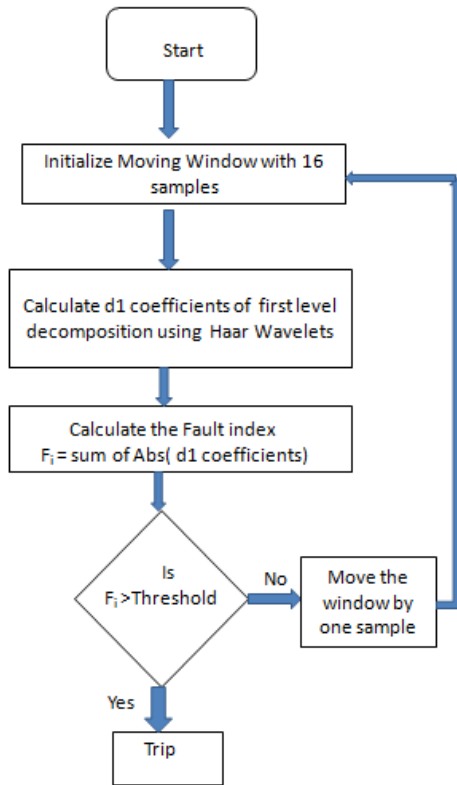 Start
Initialize Moving Window with 16
samples
Calculate d1 coefficients of first level
decomposition using Haar Wavelets
Calculate the Fault index
Fi = sum of Abs( d1 coefficients)
Is
Fi >Threshold
No
Move the
window by
one sample
Yes
Trip